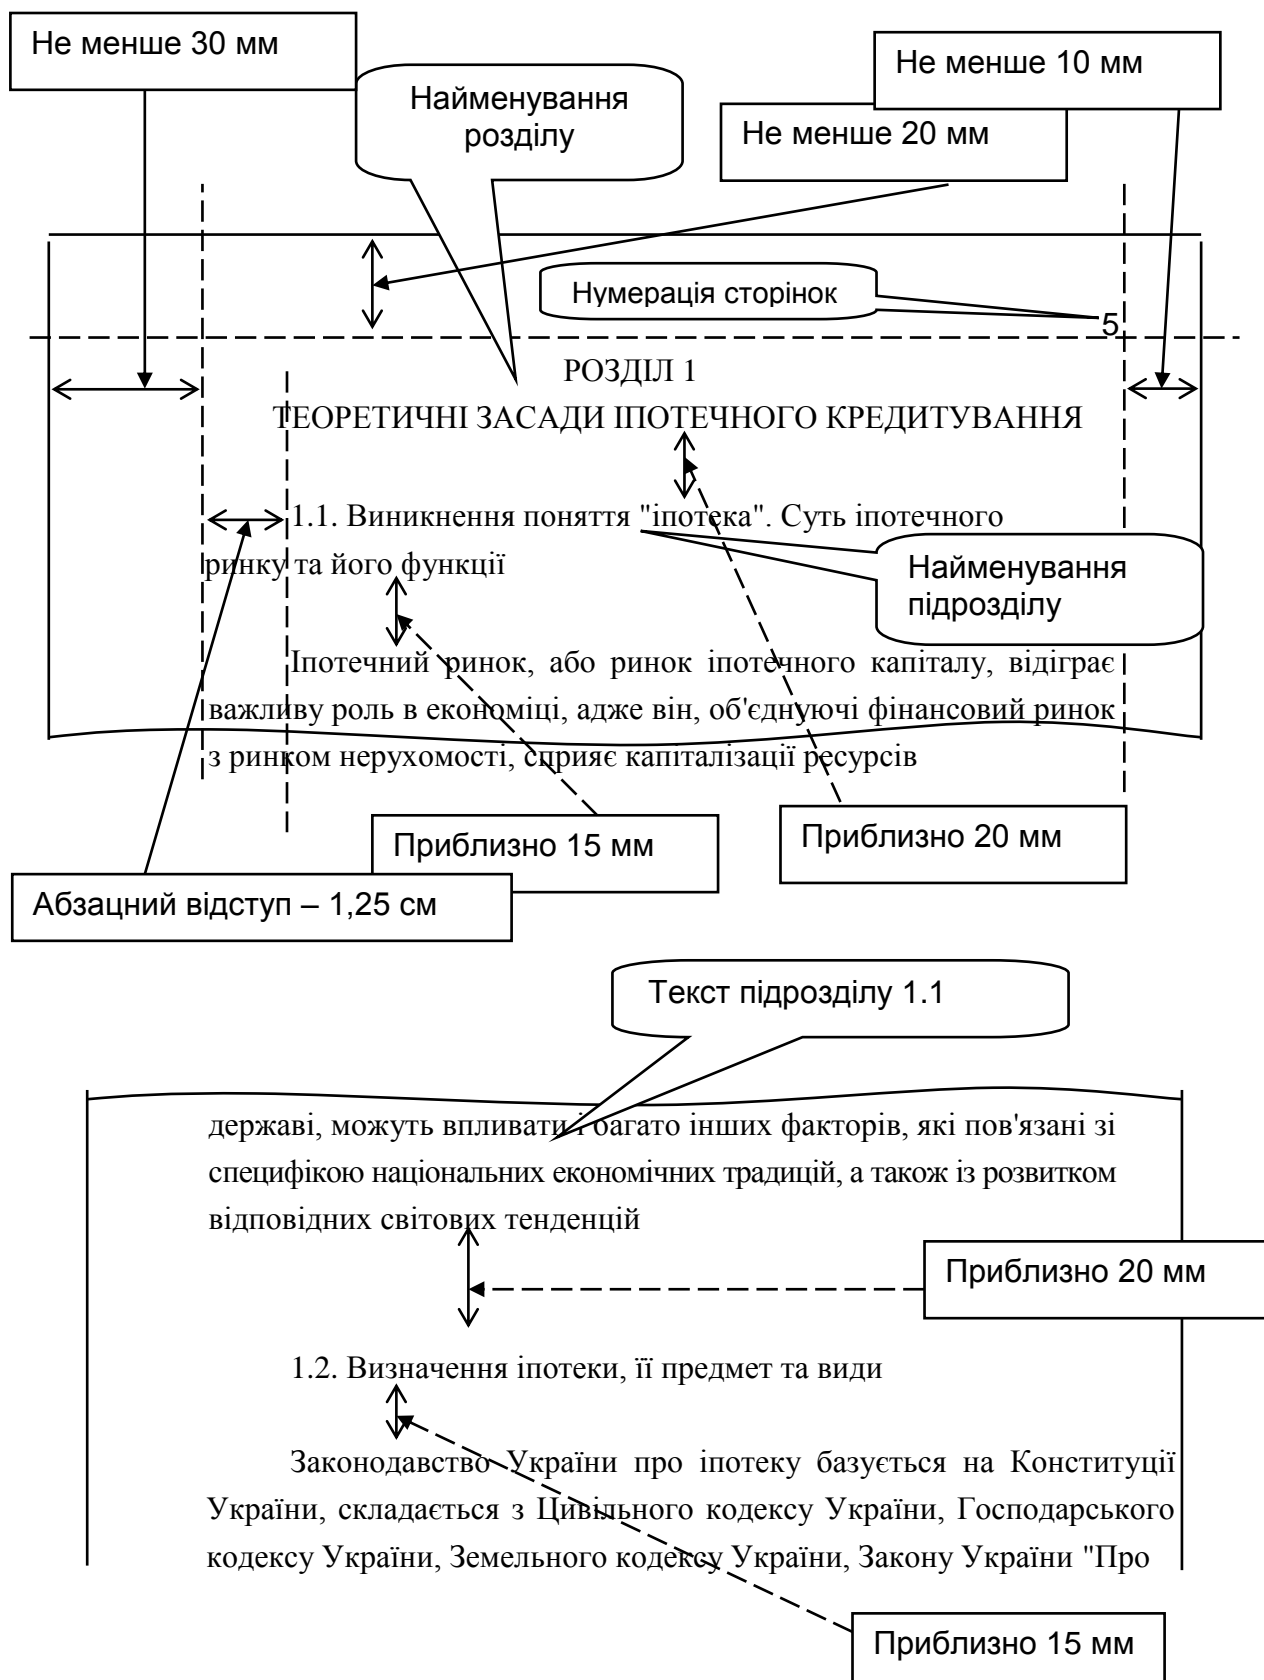 Не менше 30 мм
Не менше 10 мм
Найменування
розділу
Не менше 20 мм
Нумерація сторінок
5
РОЗДІЛ 1
ТЕОРЕТИЧНІ ЗАСАДИ ІПОТЕЧНОГО КРЕДИТУВАННЯ
1.1. Виникнення поняття "іпотека". Суть іпотечного
ринку та його функції
Найменування
підрозділу
Іпотечний ринок, або ринок іпотечного капіталу, відіграє
важливу роль в економіці, адже він, об'єднуючі фінансовий ринок
з ринком нерухомості, сприяє капіталізації ресурсів
Приблизно 15 мм
Приблизно 20 мм
Абзацний відступ – 1,25 см
Текст підрозділу 1.1
державі, можуть впливати і багато інших факторів, які пов'язані зі
специфікою національних економічних традицій, а також із розвитком
відповідних світових тенденцій
Приблизно 20 мм
1.2. Визначення іпотеки, її предмет та види
Законодавство України про іпотеку базується на Конституції
України, складається з Цивільного кодексу України, Господарського
кодексу України, Земельного кодексу України, Закону України "Про
Приблизно 15 мм